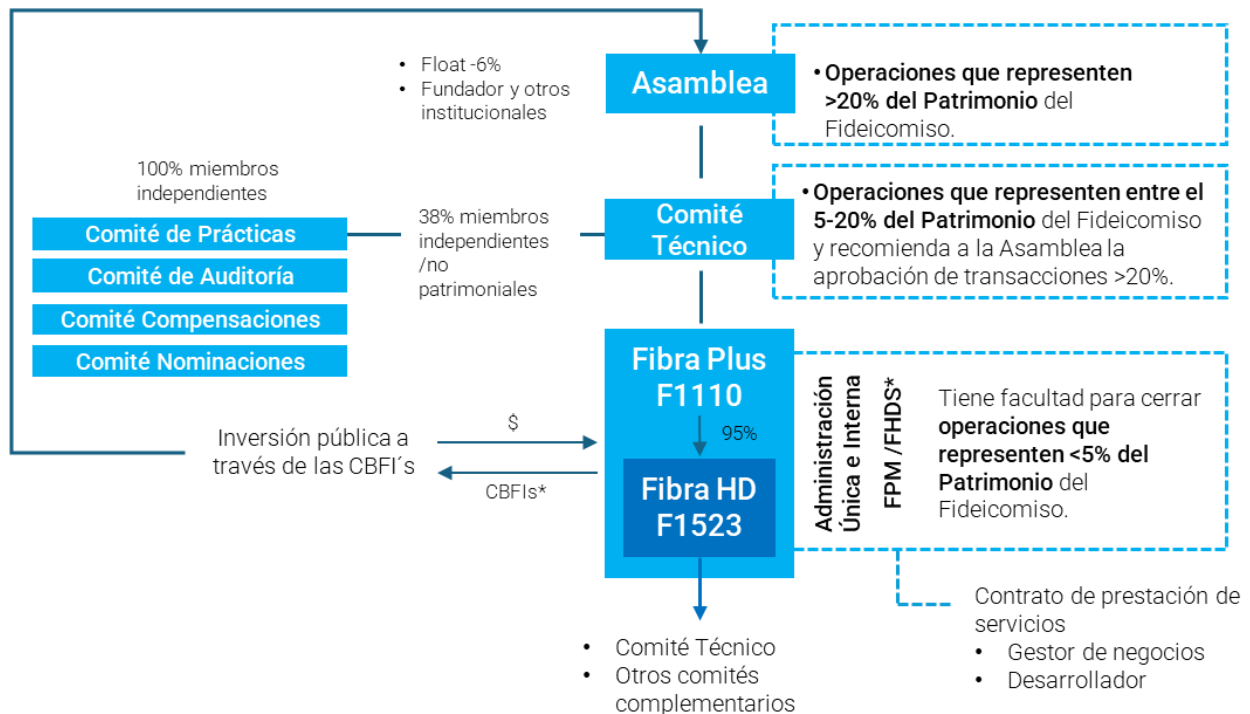 • Float -6%
• Fundador y otros
institucionales
Asamblea
• Operaciones que representen
>20% del Patrimonio del
Fideicomiso.
100% miembros
independientes
Comité de Prácticas
Comité de Auditoría
Comité Compensaciones
Comité Nominaciones
38% miembros
independientes
/no
patrimoniales
Comité
Técnico
• Operaciones que representen entre el
5-20% del Patrimonio del Fideicomiso
y recomienda a la Asamblea la
aprobación de transacciones >20%.
Inversión pública a
través de las CBFI´s
$
CBFIs*
Fibra Plus
F1110
95%
Fibra HD
F1523
Administración
Única e Interna
FPM /FHDS*
Tiene facultad para cerrar
operaciones que
representen <5% del
Patrimonio del
Fideicomiso.
• Comité Técnico
• Otros comités
complementarios
Contrato de prestación de
servicios
• Gestor de negocios
• Desarrollador